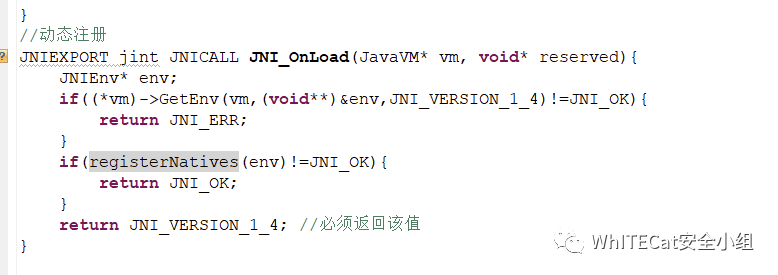 }
//动态注册
JNIEXPORT jint JNICALL JNI_OnLoad(JavaVM* vm, void* reserved){
    JNIEnv* env;
    if((*vm)->GetEnv(vm,(void**)&env,JNI_VERSION_1_4)!=JNI_OK){
        return JNI_ERR;
    }
    if(registerNatives(env)!=JNI_OK){
        return JNI_OK;
    }
    return JNI_VERSION_1_4; //必须返回该值
}
WhITECat安全小组